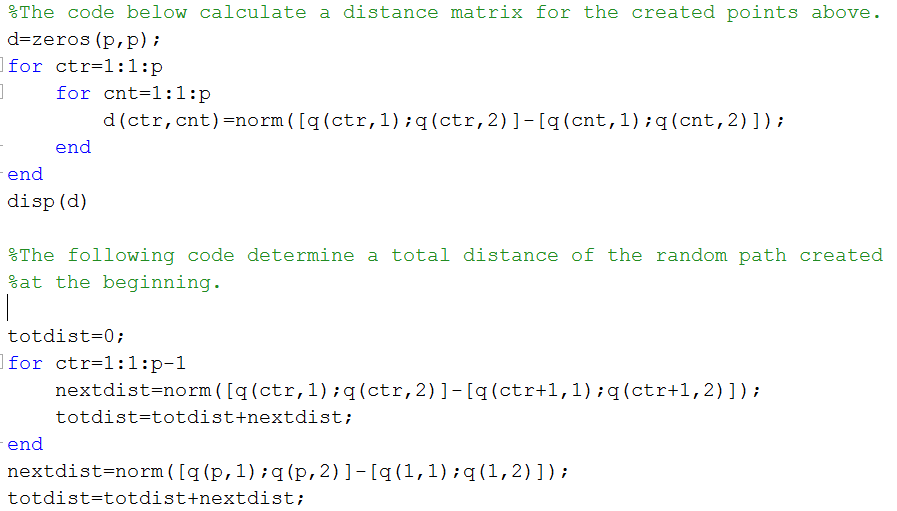 %The code below calculate a distance matrix for the created points above.
d=zeros(p,p);
for ctr=1:1:p
    for cnt=1:1:p
        d(ctr,cnt)=norm([q(ctr,1);q(ctr,2)]-[q(cnt,1);q(cnt,2)]);
    end
end
disp(d)
%The following code determine a total distance of the random path created
%at the beginning.
totdist=0;
for ctr=1:1:p-1
    nextdist=norm([q(ctr,1);q(ctr,2)]-[q(ctr+1,1);q(ctr+1,2)]);
    totdist=totdist+nextdist;
end
nextdist=norm([q(p,1);q(p,2)]-[q(1,1);q(1,2)]);
totdist=totdist+nextdist;